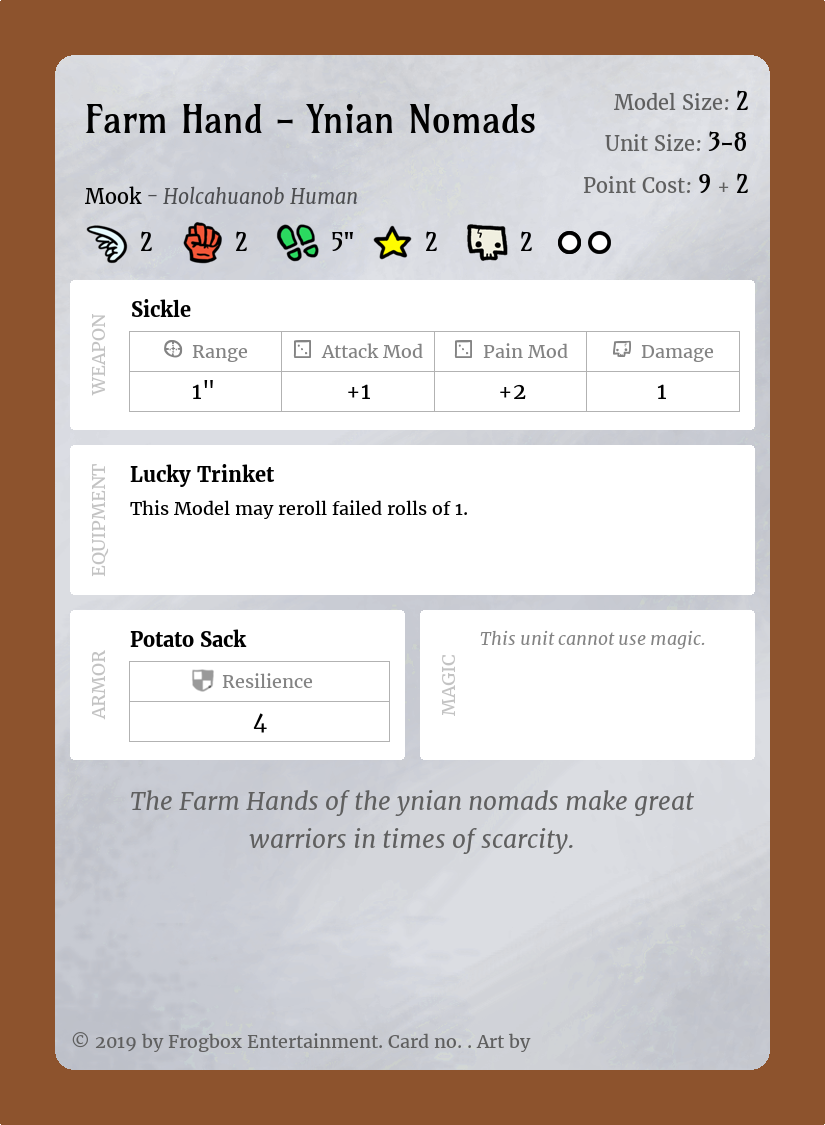 Farm Hand – Ynian Nomads
Model Size: 2
Unit Size: 3-8
Point Cost: 9 + 2
Mook - Holcahuanob Human
2 2 5" 2 2
WEAPON
Sickle
Range Attack Mod Pain Mod Damage
1" +1 +2 1
EQUIPMENT
Lucky Trinket
This Model may reroll failed rolls of 1.
ARMOR
Potato Sack
Resilience
4
MAGIC
This unit cannot use magic.
The Farm Hands of the ynian nomads make great
warriors in times of scarcity.
© 2019 by Frogbox Entertainment. Card no. . Art by